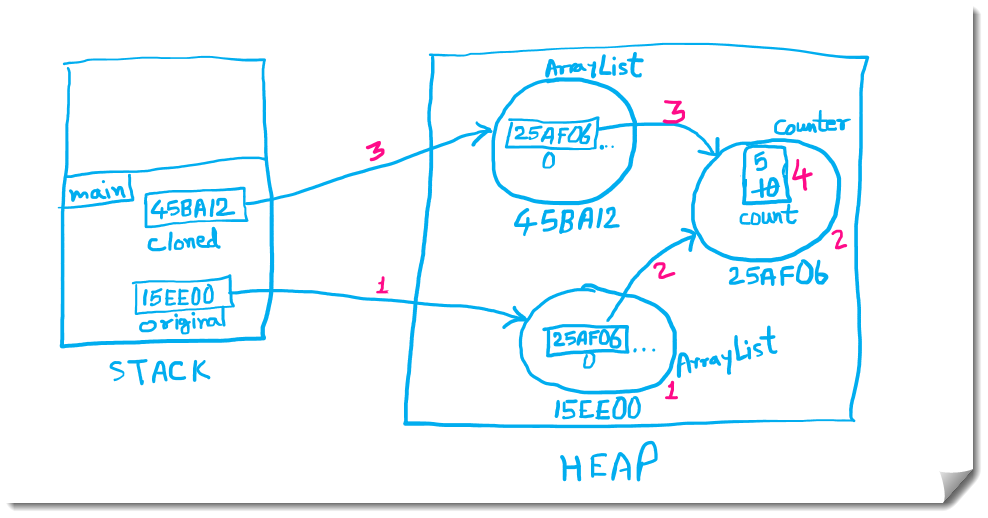 main
45BA12
cloned
15EE00
original
STACK
3
1
ArrayList
25AF06 ...
0
45BA12
3
Counter
5
10
4
count
2
25AF06
2
25AF06 ...
0
ArrayList
1
15EE00
HEAP